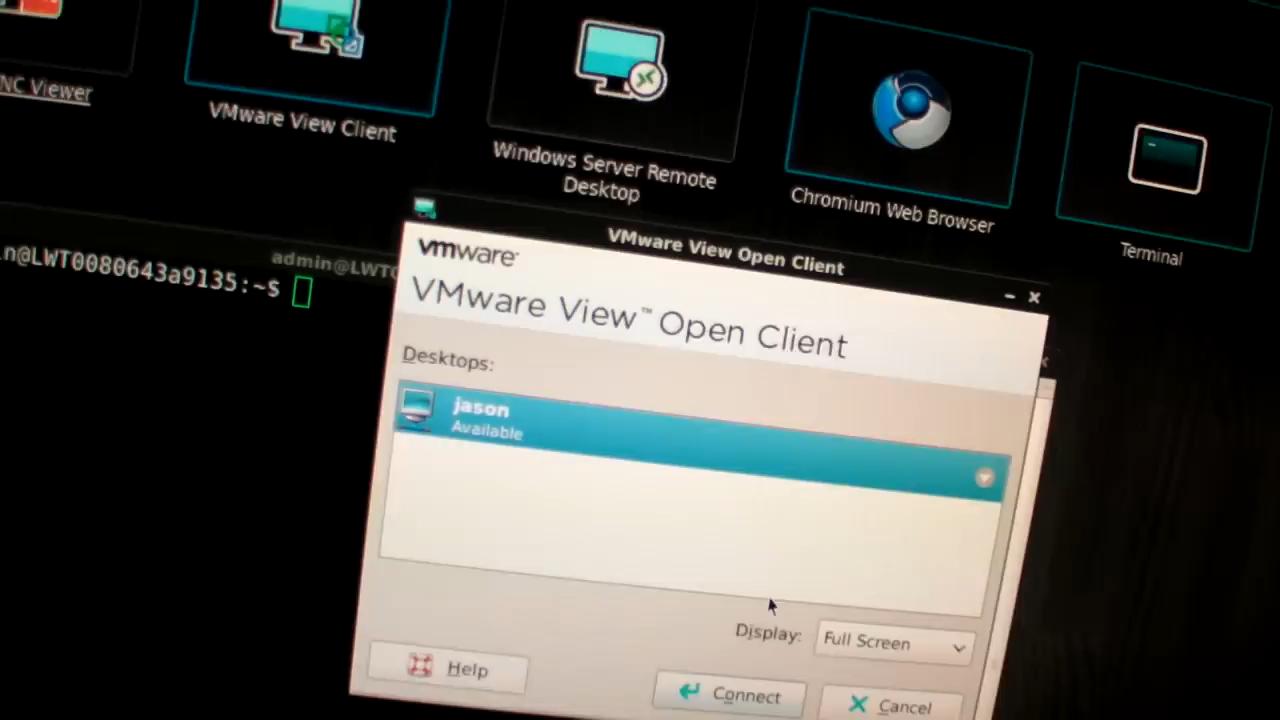 NC Viewer
VMware View Client
Windows Server Remote
Desktop
Chromium Web Browser
Terminal
admin@LWT0
n@LWT0080643a9135:~$
VMware View Open Client
vmware
VMware View™ Open Client
Desktops:
jason
Available
Display:
Full Screen
Help
Connect
Cancel